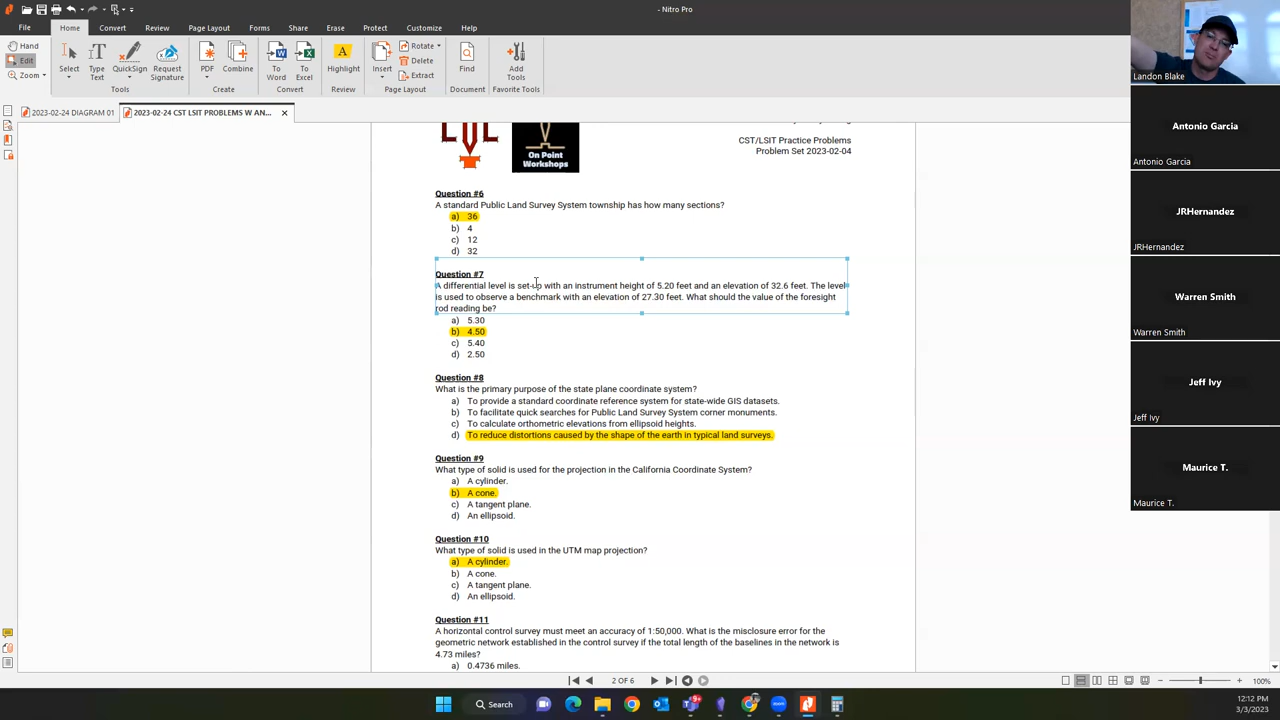 - Nitro Pro
File
Home
Convert
Review
Page Layout
Forms
Share
Erase
Protect
Customize
Help
Hand
Edit
Zoom
Select
Type
Text
QuickSign
Request
Signature
Tools
PDF
Combine
Create
To
Word
To
Excel
Convert
Highlight
Review
Insert
Rotate
Delete
Extract
Page Layout
Find
Document
Add
Tools
Favorite Tools
2023-02-24 DIAGRAM 01
2023-02-24 CST LSIT PROBLEMS W AN...
On Point
Workshops
CST/LSIT Practice Problems
Problem Set 2023-02-04
Question #6
A standard Public Land Survey System township has how many sections?
a) 36
b) 4
c) 12
d) 32
Question #7
A differential level is set-up with an instrument height of 5.20 feet and an elevation of 32.6 feet. The level
is used to observe a benchmark with an elevation of 27.30 feet. What should the value of the foresight
rod reading be?
a) 5.30
b) 4.50
c) 5.40
d) 2.50
Question #8
What is the primary purpose of the state plane coordinate system?
a) To provide a standard coordinate reference system for state-wide GIS datasets.
b) To facilitate quick searches for Public Land Survey System corner monuments.
c) To calculate orthometric elevations from ellipsoid heights.
d) To reduce distortions caused by the shape of the earth in typical land surveys.
Question #9
What type of solid is used for the projection in the California Coordinate System?
a) A cylinder.
b) A cone.
c) A tangent plane.
d) An ellipsoid.
Question #10
What type of solid is used in the UTM map projection?
a) A cylinder.
b) A cone.
c) A tangent plane.
d) An ellipsoid.
Question #11
A horizontal control survey must meet an accuracy of 1:50,000. What is the misclosure error for the
geometric network established in the control survey if the total length of the baselines in the network is
4.73 miles?
a) 0.4736 miles.
2 OF 6
100%
Search
12:12 PM
3/3/2023
Landon Blake
Antonio Garcia
Antonio Garcia
JRHernandez
JRHernandez
Warren Smith
Warren Smith
Jeff Ivy
Jeff Ivy
Maurice T.
Maurice T.